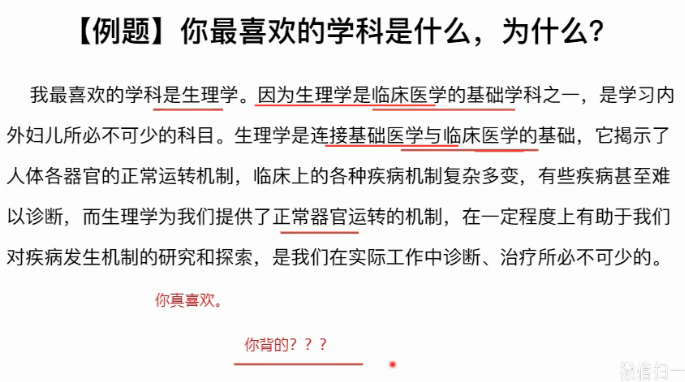 【例题】你最喜欢的学科是什么，为什么？
我最喜欢的学科是生理学。因为生理学是临床医学的基础学科之一，是学习内
外妇儿所必不可少的科目。生理学是连接基础医学与临床医学的基础，它揭示了
人体各器官的正常运转机制，临床上的各种疾病机制复杂多变，有些疾病甚至难
以诊断，而生理学为我们提供了正常器官运转的机制，在一定程度上有助于我们
对疾病发生机制的研究和探索，是我们在实际工作中诊断、治疗所必不可少的。
你真喜欢。
你背的？？？
微信扫一